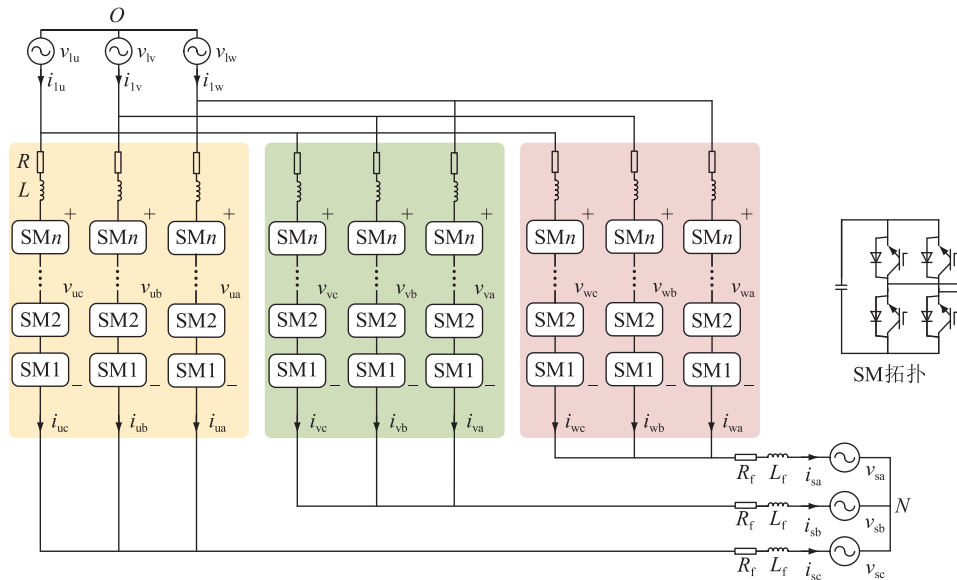 O
v1u v1v v1w
i1u i1v i1w
R
L
+ + + + + + + + +
SMn SMn SMn SMn SMn SMn SMn SMn SMn
vuc vub vua vvc vvb vva vwc vwb vwa
SM2 SM2 SM2 SM2 SM2 SM2 SM2 SM2 SM2
SM1 SM1 SM1 SM1 SM1 SM1 SM1 SM1 SM1
− − − − − − − − −
iuc iub iua ivc ivb iva iwc iwb iwa
SM拓扑
Rf Lf isa vsa
N
Rf Lf isb vsb
Rf Lf isc vsc